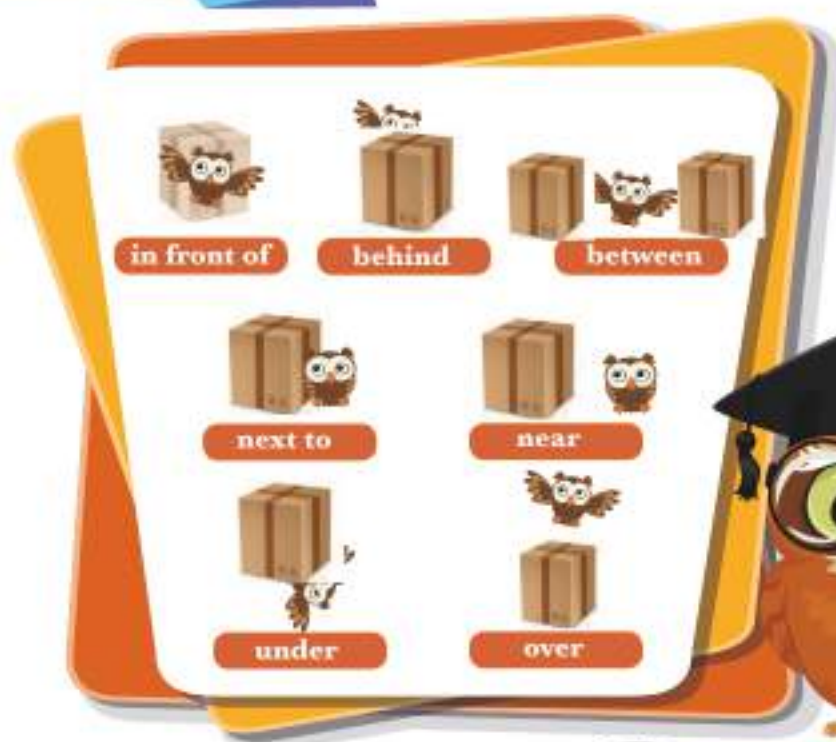 in front of
behind
between
next to
near
under
over